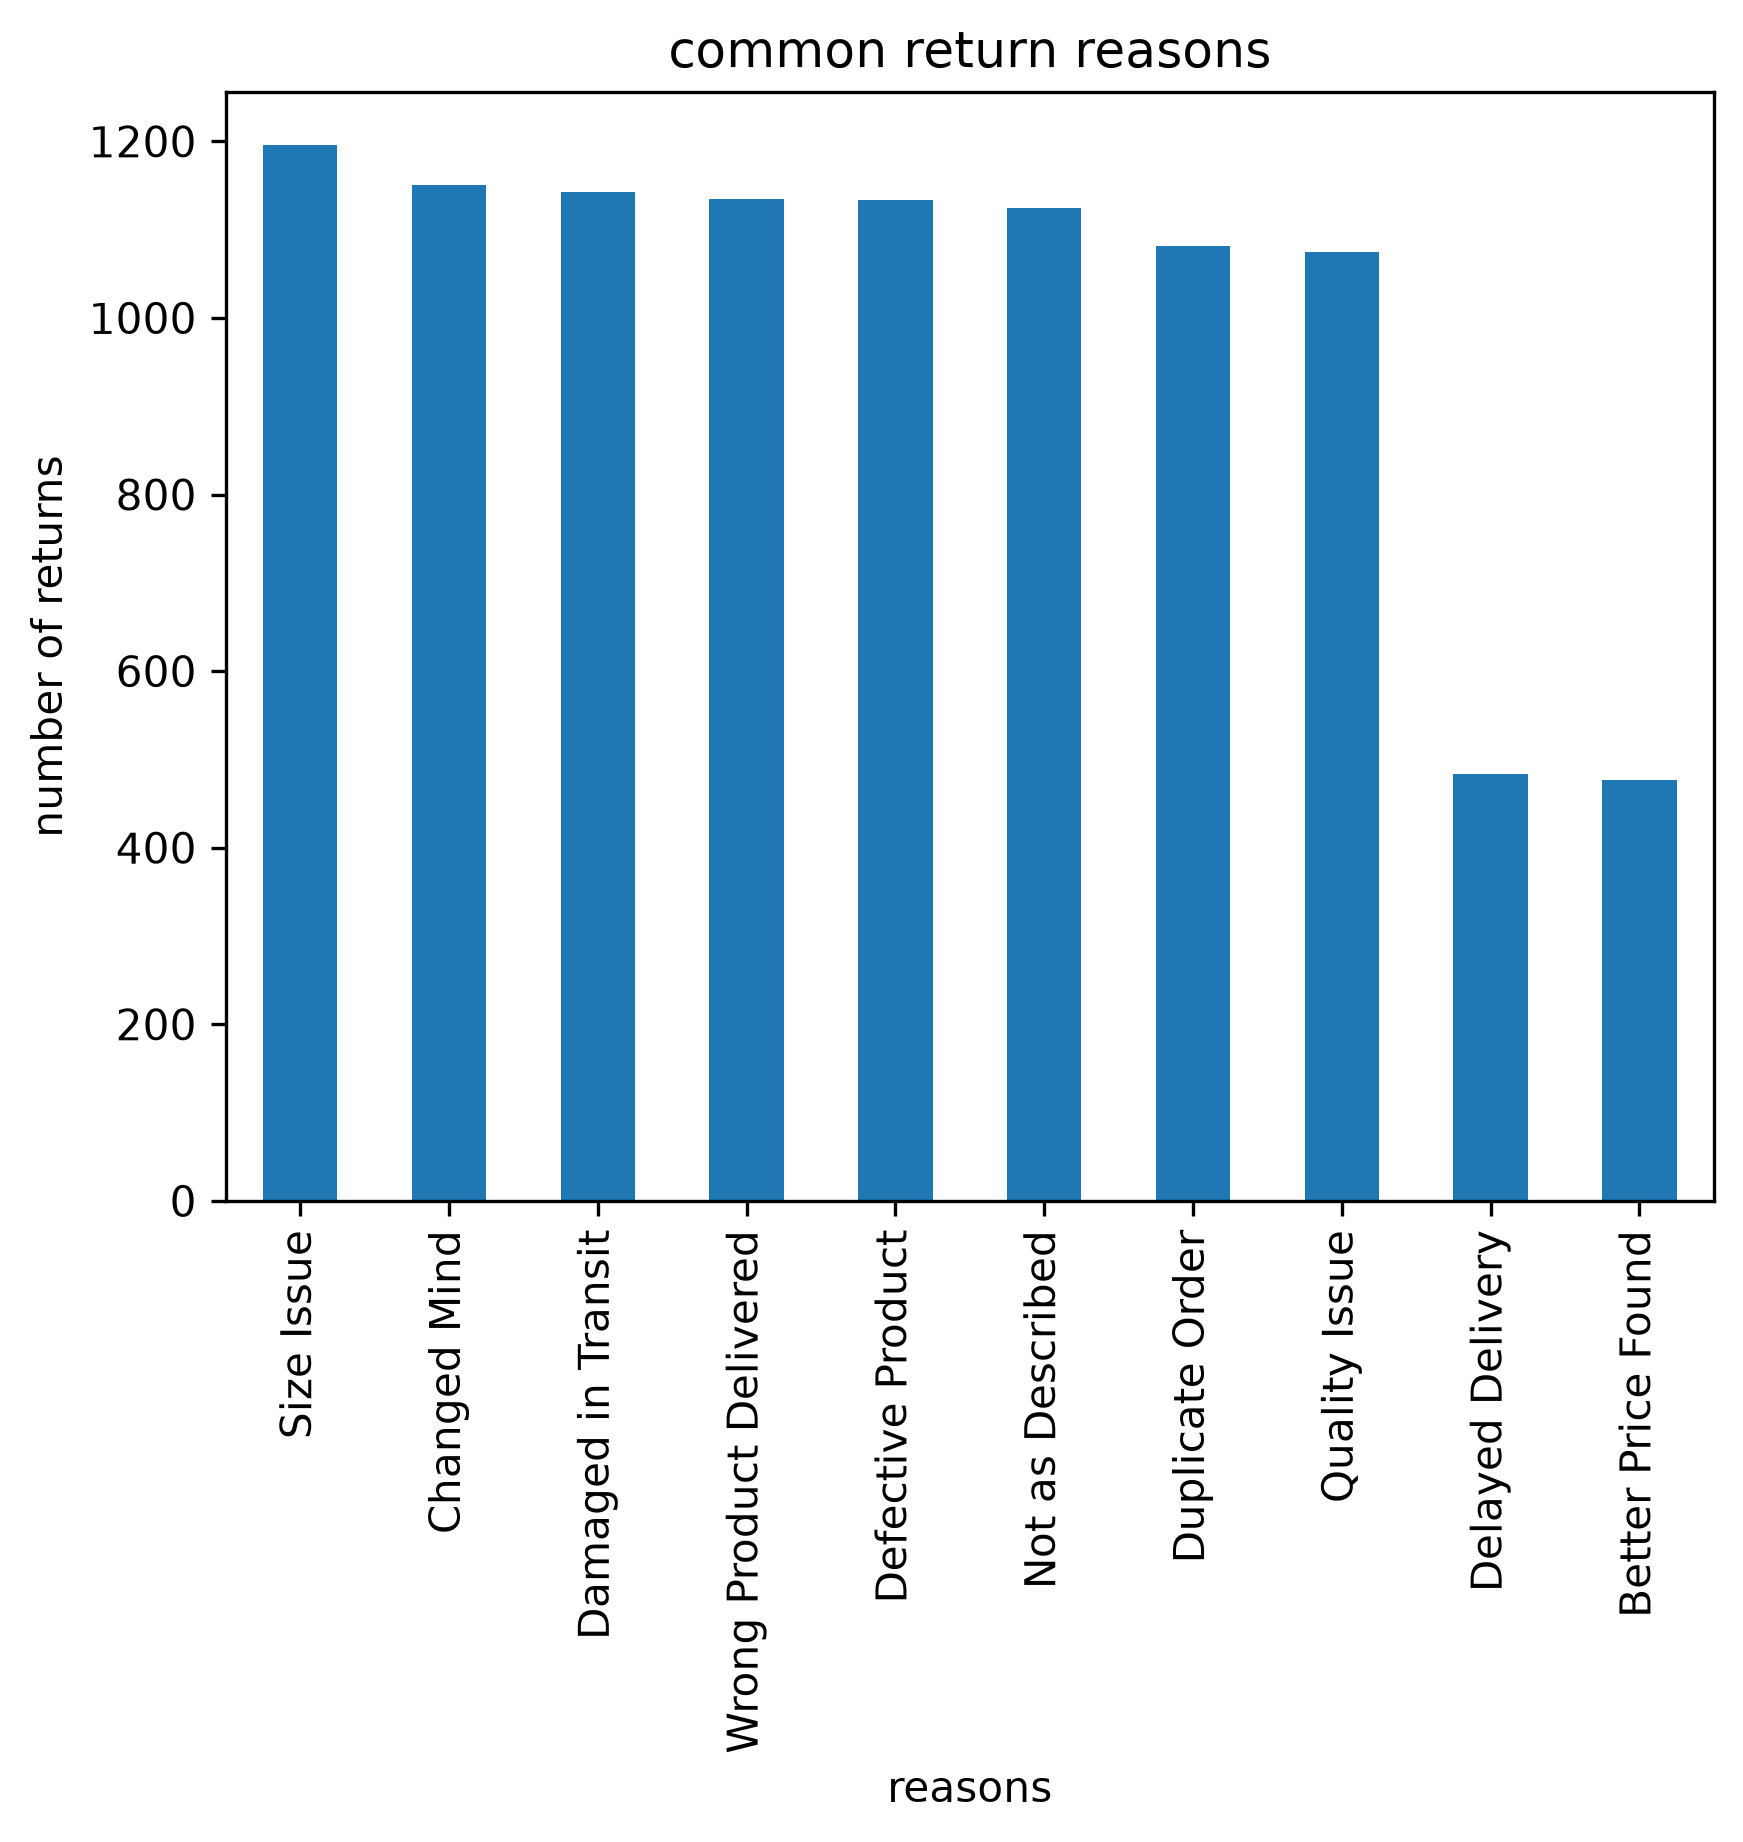 common return reasons
1200
1000
800
600
400
200
0
number of returns
Size Issue
Changed Mind
Damaged in Transit
Wrong Product Delivered
Defective Product
Not as Described
Duplicate Order
Quality Issue
Delayed Delivery
Better Price Found
reasons